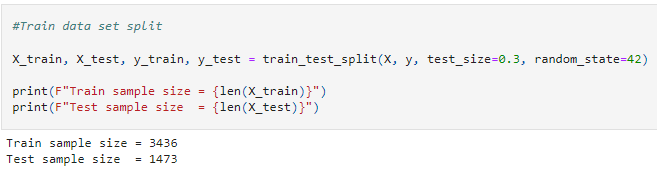 #Train data set split
X_train, X_test, y_train, y_test = train_test_split(X, y, test_size=0.3, random_state=42)
print(F"Train sample size = {len(X_train)}")
print(F"Test sample size  = {len(X_test)}")
Train sample size = 3436
Test sample size  = 1473